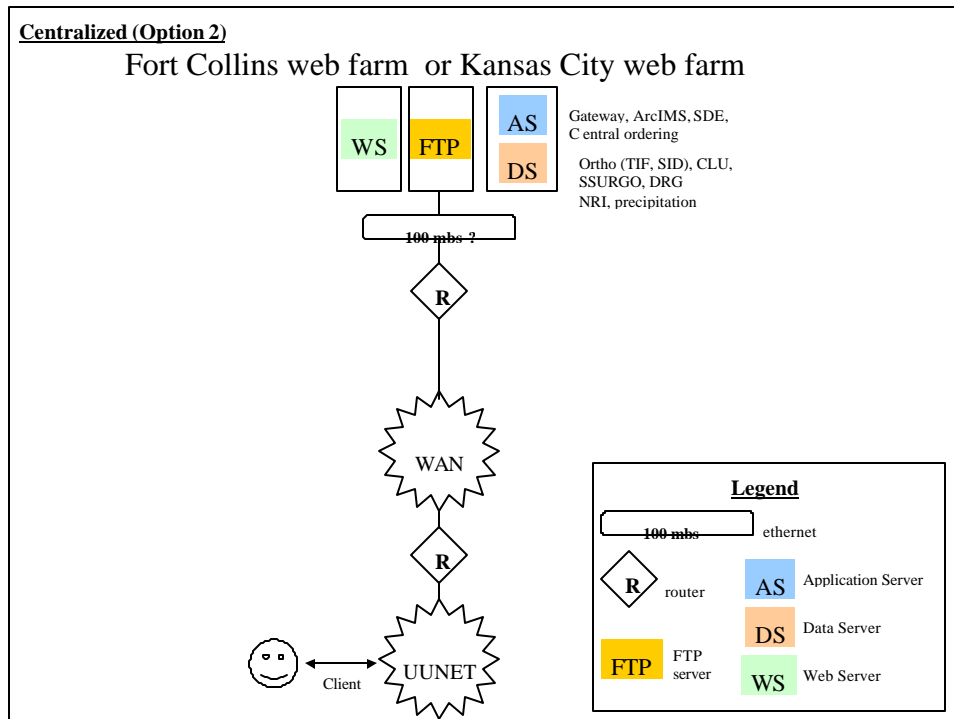 Centralized (Option 2)
Fort Collins web farm or Kansas City web farm
WS
FTP
AS
DS
Gateway, ArcIMS, SDE,
C entral ordering
Ortho (TIF, SID), CLU,
SSURGO, DRG
NRI, precipitation
100 mbs ?
R
WAN
R
UUNET
Client
Legend
100 mbs
ethernet
R
router
FTP
FTP
server
AS
Application Server
DS
Data Server
WS
Web Server